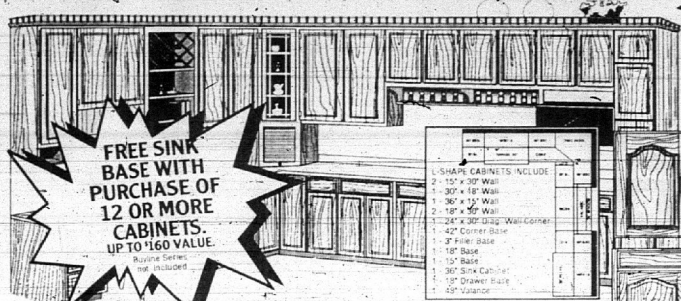 FREE SINK
BASE WITH
PURCHASE OF
12 OR MORE
CABINETS.
UP TO $160 VALUE.
Buyline Series
not included
L-SHAPE CABINETS INCLUDE
2 - 15" x 30" Wall
1 - 30" x 18" Wall
1 - 36" x 15" Wall
2 - 18" x 30" Wall
1 - 24" x 30" Diag. Wall Corner
1 - 42" Corner Base
1 - 3" Filler Base
1 - 18" Base
1 - 15" Base
1 - 36" Sink Cabinet
1 - 18" Drawer Base
1 - 49" Valance